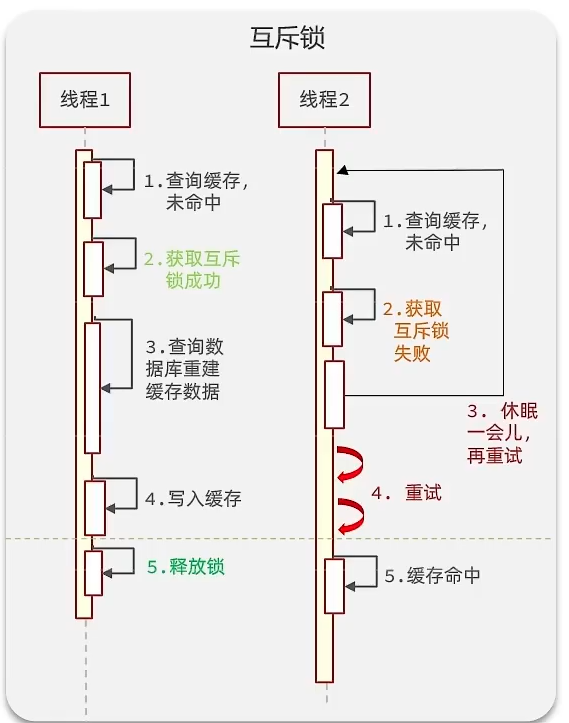 互斥锁
线程1
线程2
1.查询缓存，
未命中
2.获取互斥
锁成功
3.查询数
据库重建
缓存数据
4.写入缓存
5.释放锁
1.查询缓存，
未命中
2.获取
互斥锁
失败
3. 休眠
一会儿，
再重试
4. 重试
5.缓存命中